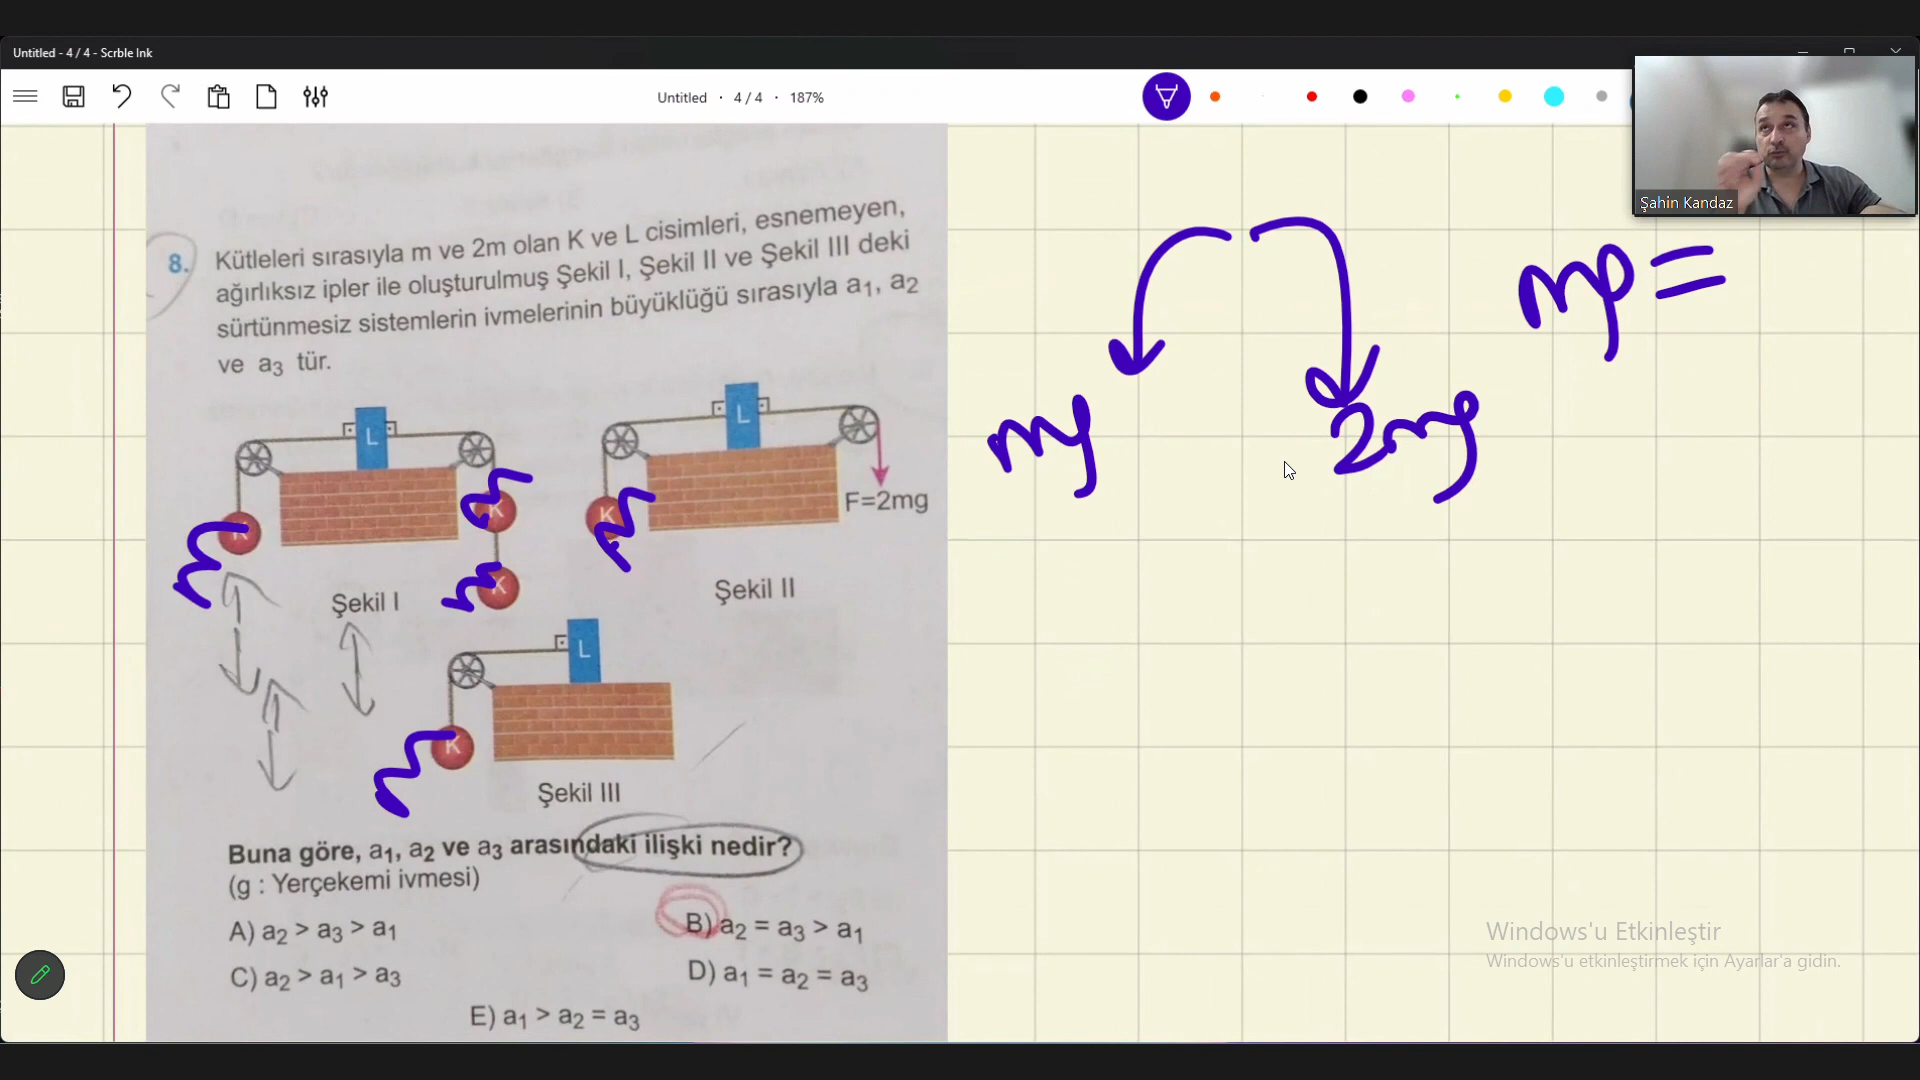 Untitled - 4 / 4 - Scrble Ink
Untitled · 4 / 4 · 187%
Şahin Kandaz
8. Kütleleri sırasıyla m ve 2m olan K ve L cisimleri, esnemeyen,
ağırlıksız ipler ile oluşturulmuş Şekil I, Şekil II ve Şekil III deki
sürtünmesiz sistemlerin ivmelerinin büyüklüğü sırasıyla a₁, a₂
ve a₃ tür.
L
K
K
K
m
m
m
Şekil I
L
K
m
F=2mg
Şekil II
L
K
m
Şekil III
mg
2mg
mg=
Buna göre, a₁, a₂ ve a₃ arasındaki ilişki nedir?
(g : Yerçekemi ivmesi)
A) a₂ > a₃ > a₁
B) a₂ = a₃ > a₁
C) a₂ > a₁ > a₃
D) a₁ = a₂ = a₃
E) a₁ > a₂ = a₃
Windows'u Etkinleştir
Windows'u etkinleştirmek için Ayarlar'a gidin.